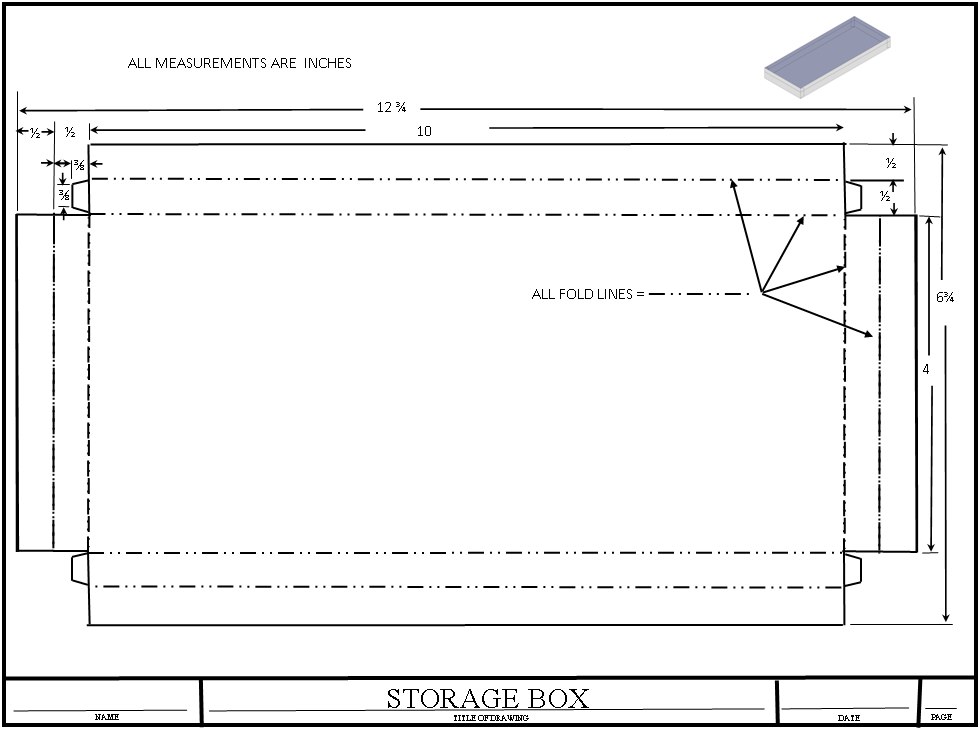 ALL MEASUREMENTS ARE INCHES
12 ¾
½
½
10
⅜
½
⅜
½
ALL FOLD LINES =
6¾
4
STORAGE BOX
NAME
TITLE OF DRAWING
DATE
PAGE